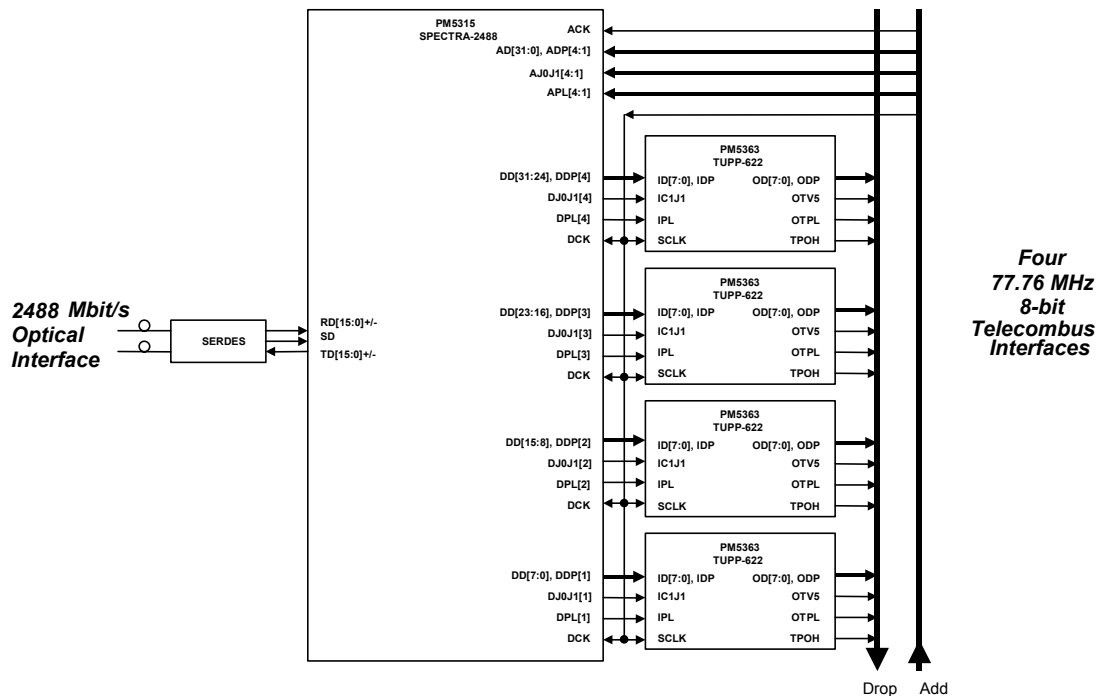 PM5315
SPECTRA-2488
ACK
AD[31:0], ADP[4:1]
AJ0J1[4:1]
APL[4:1]
PM5363
TUPP-622
DD[31:24], DDP[4]
DJ0J1[4]
DPL[4]
DCK
ID[7:0], IDP
OD[7:0], ODP
IC1J1
OTV5
IPL
OTPL
SCLK
TPOH
PM5363
TUPP-622
DD[23:16], DDP[3]
DJ0J1[3]
DPL[3]
DCK
ID[7:0], IDP
OD[7:0], ODP
IC1J1
OTV5
IPL
OTPL
SCLK
TPOH
2488 Mbit/s
Optical
Interface
SERDES
RD[15:0]+/-
SD
TD[15:0]+/-
Four
77.76 MHz
8-bit
Telecombus
Interfaces
PM5363
TUPP-622
DD[15:8], DDP[2]
DJ0J1[2]
DPL[2]
DCK
ID[7:0], IDP
OD[7:0], ODP
IC1J1
OTV5
IPL
OTPL
SCLK
TPOH
PM5363
TUPP-622
DD[7:0], DDP[1]
DJ0J1[1]
DPL[1]
DCK
ID[7:0], IDP
OD[7:0], ODP
IC1J1
OTV5
IPL
OTPL
SCLK
TPOH
Drop
Add